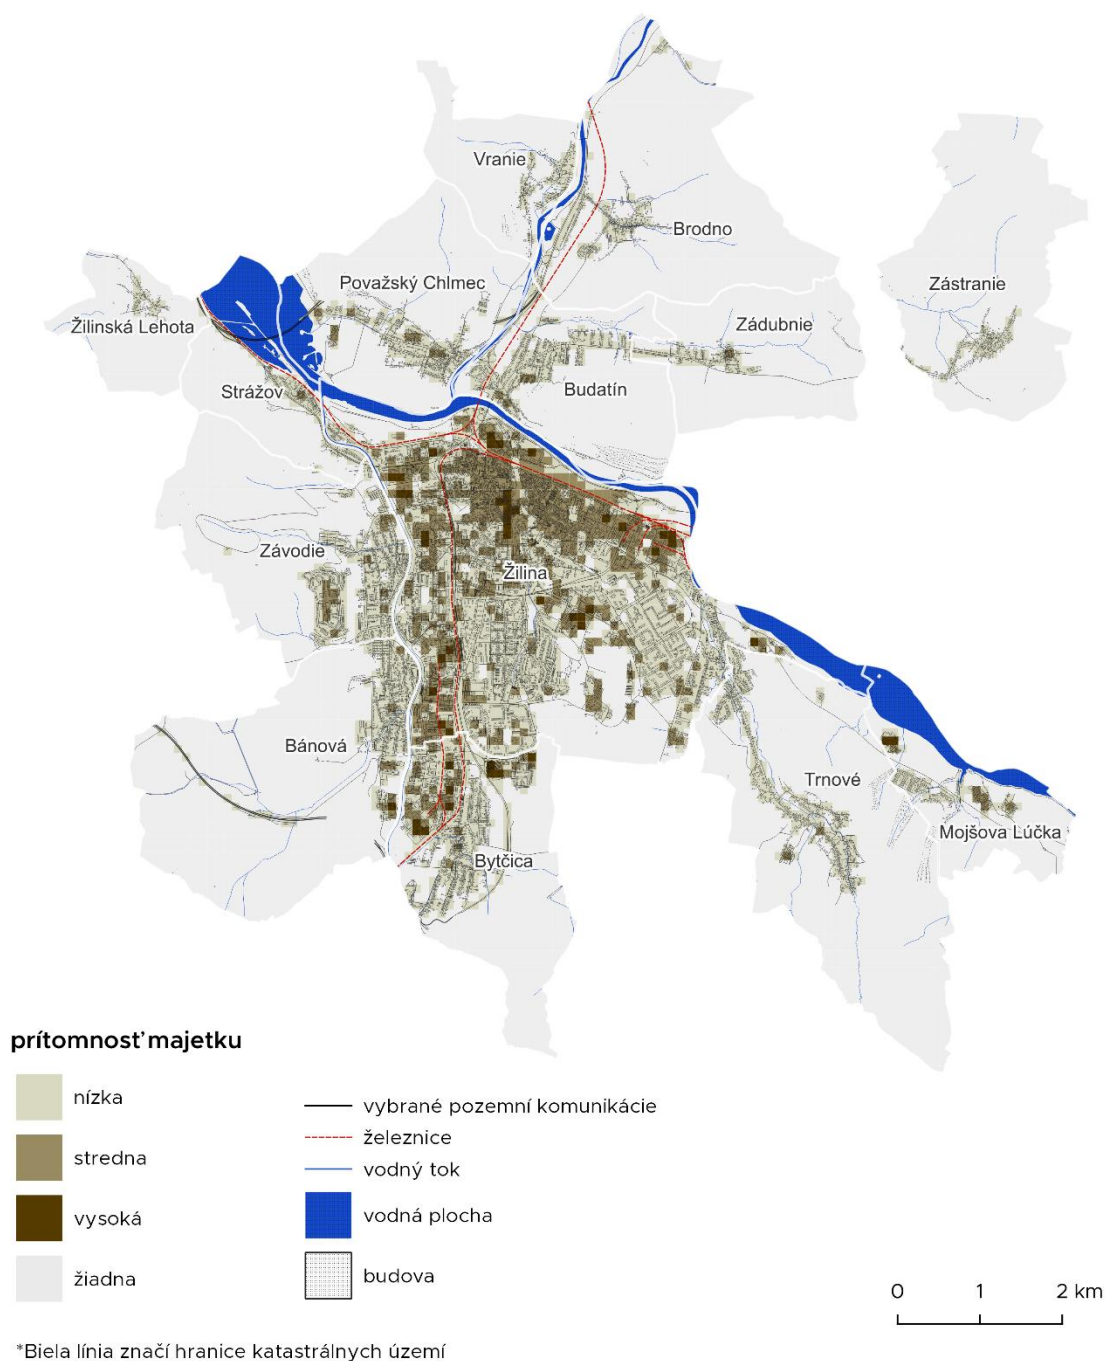 Vranie
Brodno
Považský Chlmec
Zástranie
Žilinská Lehota
Zádubnie
Strážov
Budatín
Závodie
Žilina
Bánová
Trnové
Mojšova Lúčka
Bytčica
prítomnosť majetku
nízka
stredna
vysoká
žiadna
vybrané pozemní komunikácie
železnice
vodný tok
vodná plocha
budova
0 1 2 km
*Biela línia značí hranice katastrálnych území